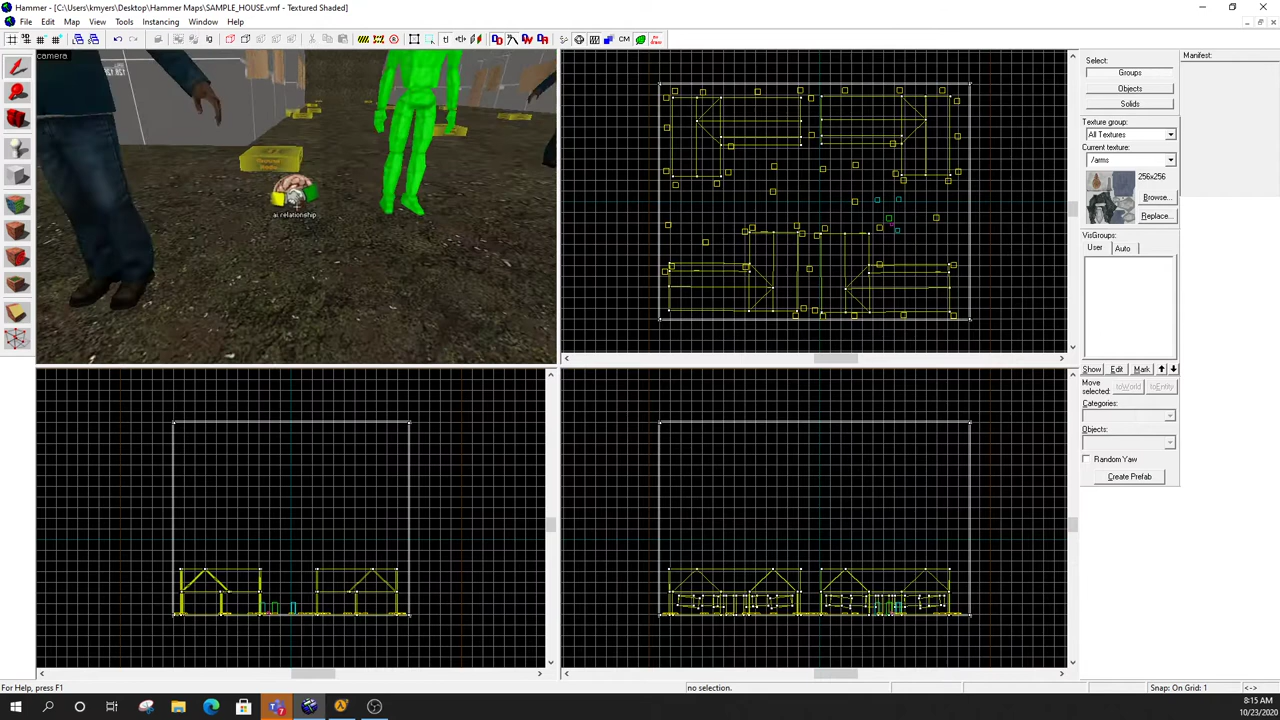 Hammer - [C:\Users\kmyers\Desktop\Hammer Maps\SAMPLE_HOUSE.vmf - Textured Shaded]
File Edit Map View Tools Instancing Window Help
CM
camera
ai relationship
Select:
Groups
Objects
Solids
Texture group:
All Textures
Current texture:
/arms
256x256
Browse...
Replace...
VisGroups:
User Auto
Show Edit Mark
Move selected: toWorld toEntity
Categories:
Objects:
Random Yaw
Create Prefab
Manifest:
For Help, press F1
no selection.
Snap: On Grid: 1
<->
8:15 AM
10/23/2020